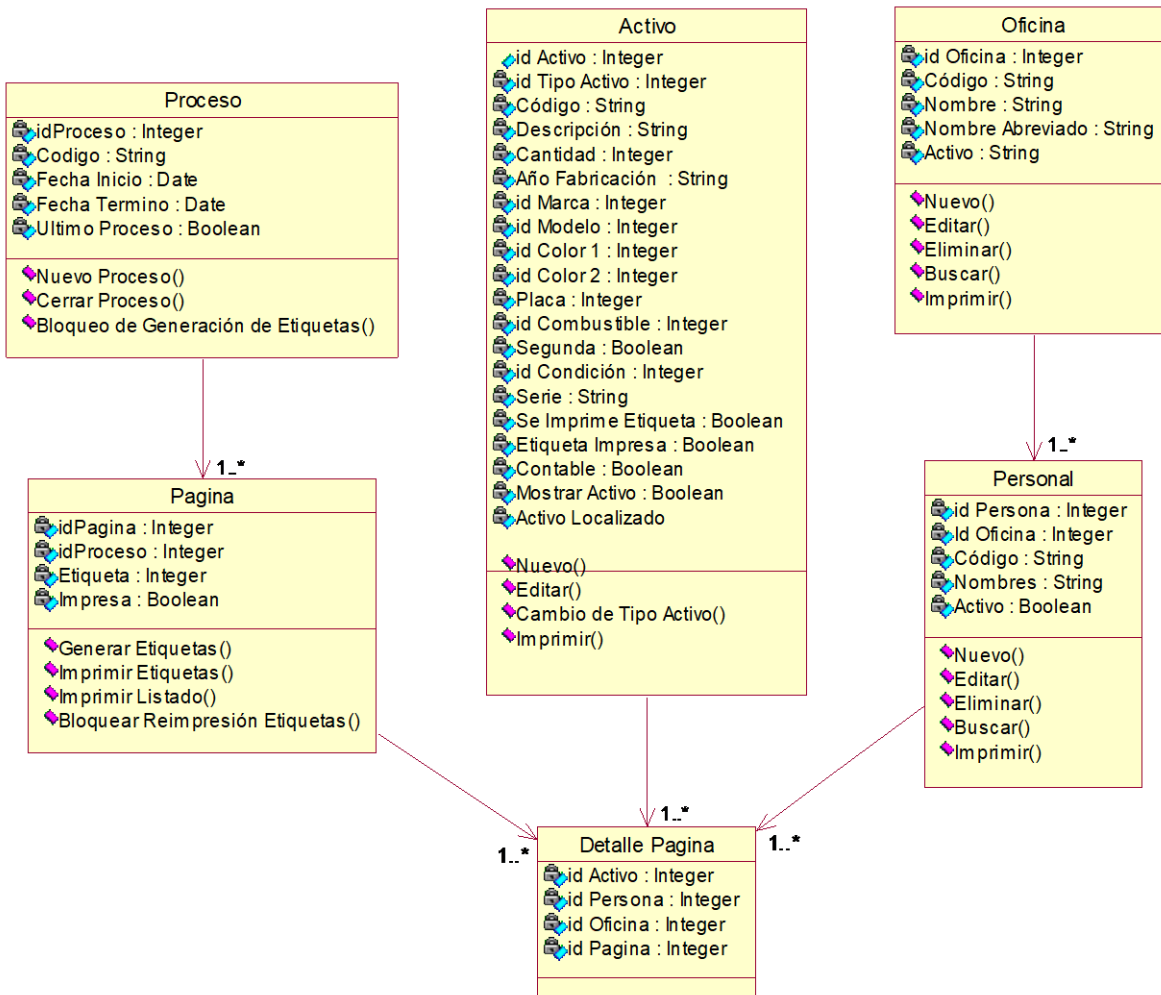 Proceso
idProceso : Integer
Codigo : String
Fecha Inicio : Date
Fecha Termino : Date
Ultimo Proceso : Boolean
Nuevo Proceso()
Cerrar Proceso()
Bloqueo de Generación de Etiquetas()
1..*
Pagina
idPagina : Integer
idProceso : Integer
Etiqueta : Integer
Impresa : Boolean
Generar Etiquetas()
Imprimir Etiquetas()
Imprimir Listado()
Bloquear Reimpresión Etiquetas()
1..*
Activo
id Activo : Integer
id Tipo Activo : Integer
Código : String
Descripción : String
Cantidad : Integer
Año Fabricación : String
id Marca : Integer
id Modelo : Integer
id Color 1 : Integer
id Color 2 : Integer
Placa : Integer
id Combustible : Integer
Segunda : Boolean
id Condición : Integer
Serie : String
Se Imprime Etiqueta : Boolean
Etiqueta Impresa : Boolean
Contable : Boolean
Mostrar Activo : Boolean
Activo Localizado
Nuevo()
Editar()
Cambio de Tipo Activo()
Imprimir()
1..*
Oficina
id Oficina : Integer
Código : String
Nombre : String
Nombre Abreviado : String
Activo : String
Nuevo()
Editar()
Eliminar()
Buscar()
Imprimir()
1..*
Personal
id Persona : Integer
Id Oficina : Integer
Código : String
Nombres : String
Activo : Boolean
Nuevo()
Editar()
Eliminar()
Buscar()
Imprimir()
1..*
Detalle Pagina
id Activo : Integer
id Persona : Integer
id Oficina : Integer
id Pagina : Integer